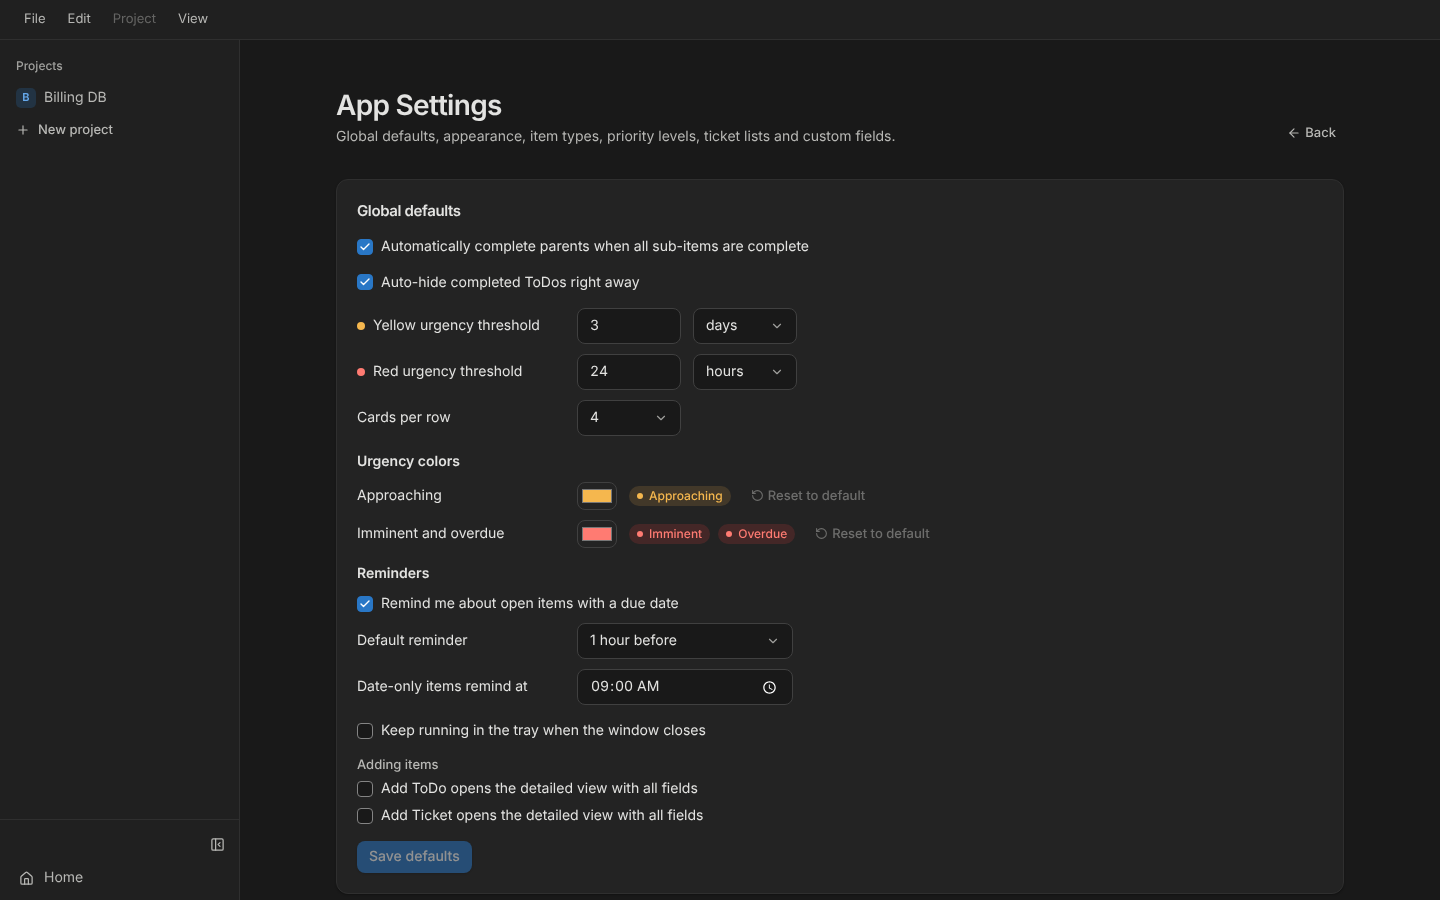 File Edit Project View
Projects
B Billing DB
New project
App Settings
Global defaults, appearance, item types, priority levels, ticket lists and custom fields.
Back
Global defaults
Automatically complete parents when all sub-items are complete
Auto-hide completed ToDos right away
Yellow urgency threshold 3 days
Red urgency threshold 24 hours
Cards per row 4
Urgency colors
Approaching Approaching Reset to default
Imminent and overdue Imminent Overdue Reset to default
Reminders
Remind me about open items with a due date
Default reminder 1 hour before
Date-only items remind at 09:00 AM
Keep running in the tray when the window closes
Adding items
Add ToDo opens the detailed view with all fields
Add Ticket opens the detailed view with all fields
Save defaults
Home